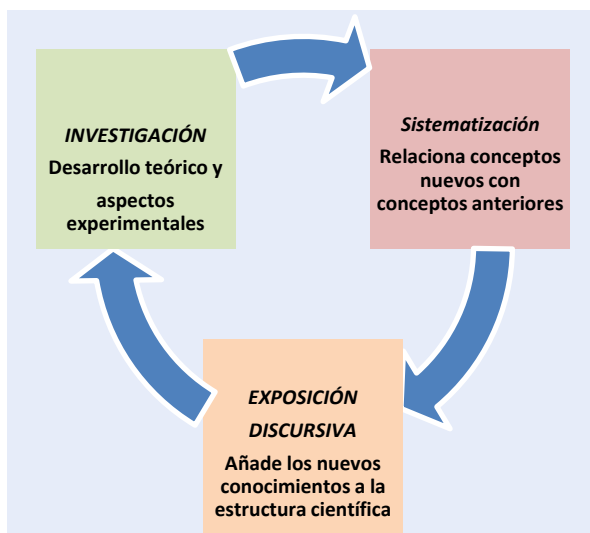 INVESTIGACIÓN
Desarrollo teórico y
aspectos
experimentales
Sistematización
Relaciona conceptos
nuevos con
conceptos anteriores
EXPOSICIÓN
DISCURSIVA
Añade los nuevos
conocimientos a la
estructura científica